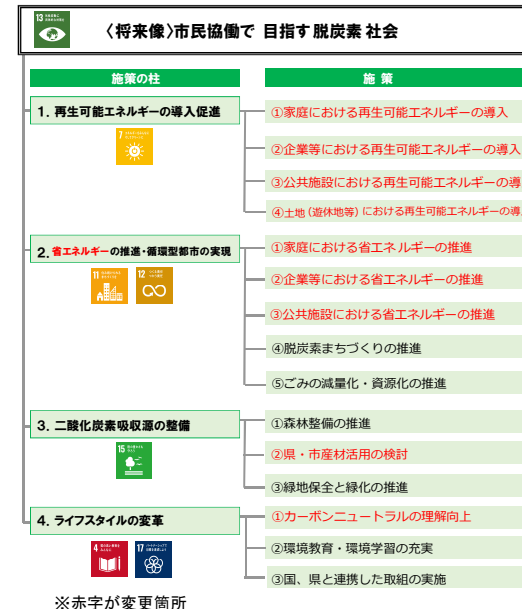 13
〈将来像〉市民協働で 目指す 脱炭素 社会
施策の柱
施 策
1. 再生可能エネルギーの導入促進
7
①家庭における再生可能エネルギーの導入
②企業等における再生可能エネルギーの導入
③公共施設における再生可能エネルギーの導
④土地（遊休地等）における再生可能エネルギーの導
2. 省エネルギーの推進・循環型都市の実現
11
12
①家庭における省エネルギーの推進
②企業等における省エネルギーの推進
③公共施設における省エネルギーの推進
④脱炭素まちづくりの推進
⑤ごみの減量化・資源化の推進
3. 二酸化炭素吸収源の整備
15
①森林整備の推進
②県・市産材活用の検討
③緑地保全と緑化の推進
4. ライフスタイルの変革
4
17
①カーボンニュートラルの理解向上
②環境教育・環境学習の充実
③国、県と連携した取組の実施
※赤字が変更箇所